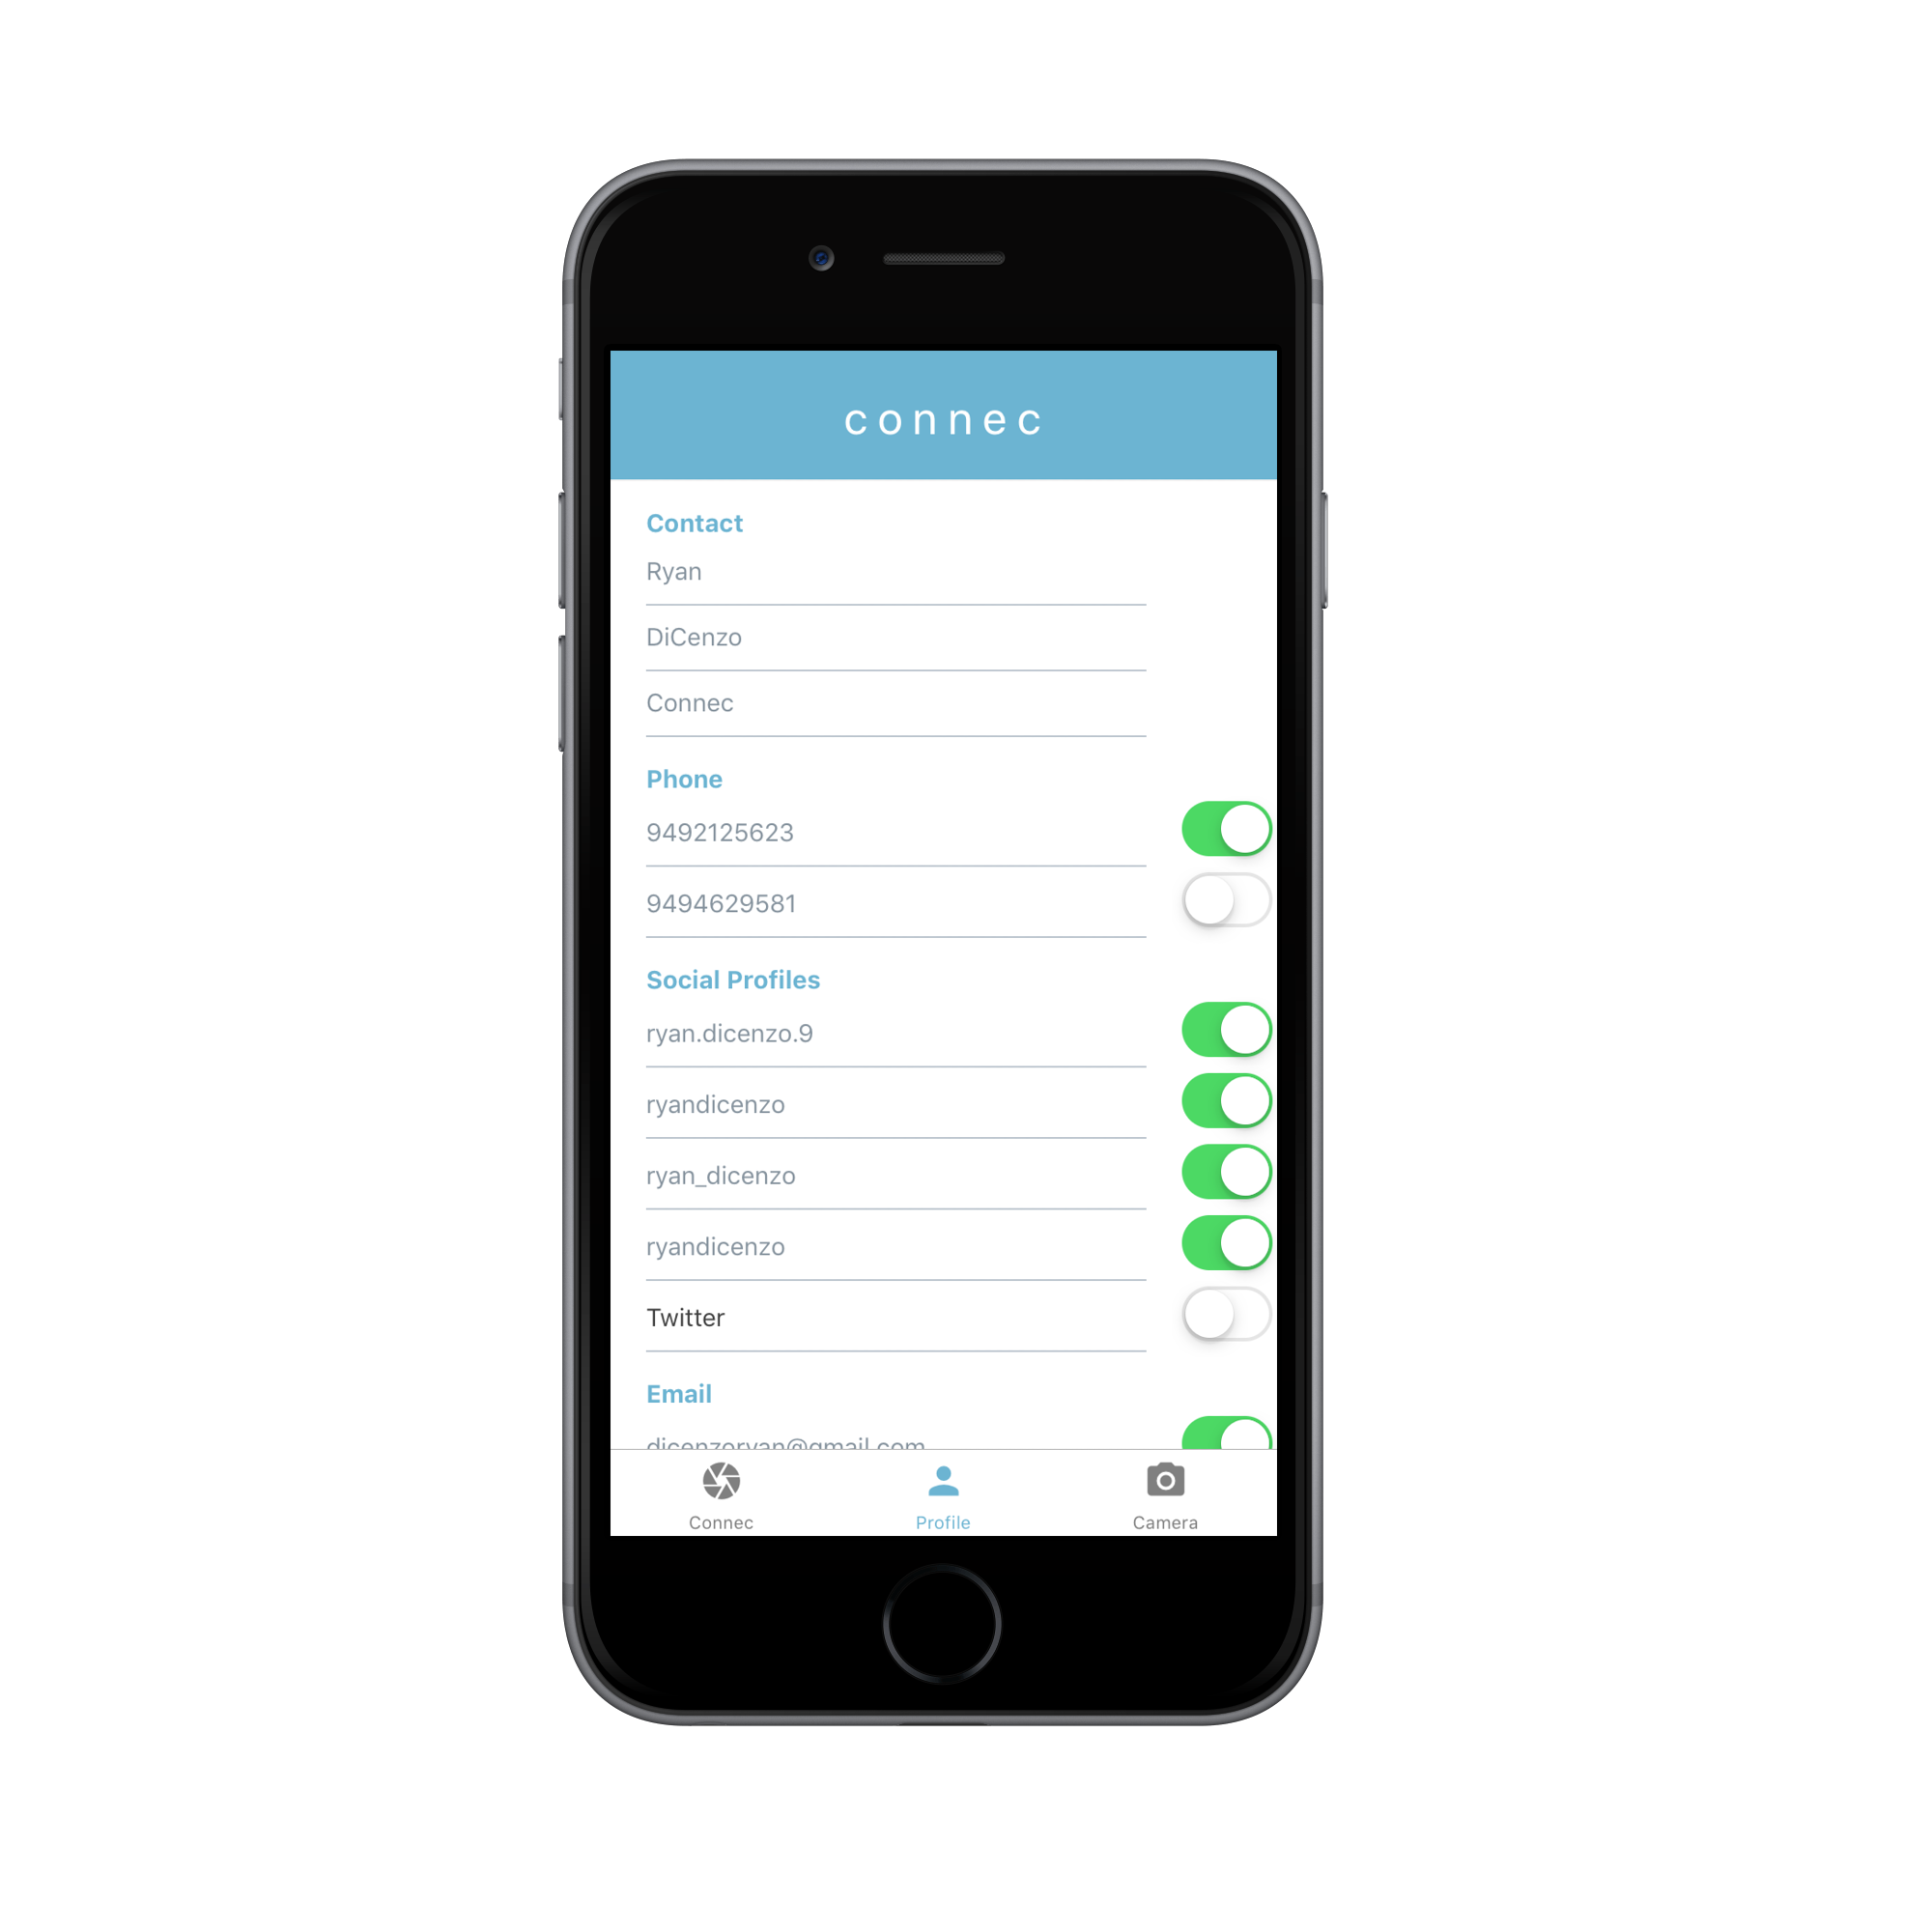 connec
Contact
Ryan
DiCenzo
Connec
Phone
9492125623
9494629581
Social Profiles
ryan.dicenzo.9
ryandicenzo
ryan_dicenzo
ryandicenzo
Twitter
Email
dicenzoryan@gmail.com
Connec Profile Camera